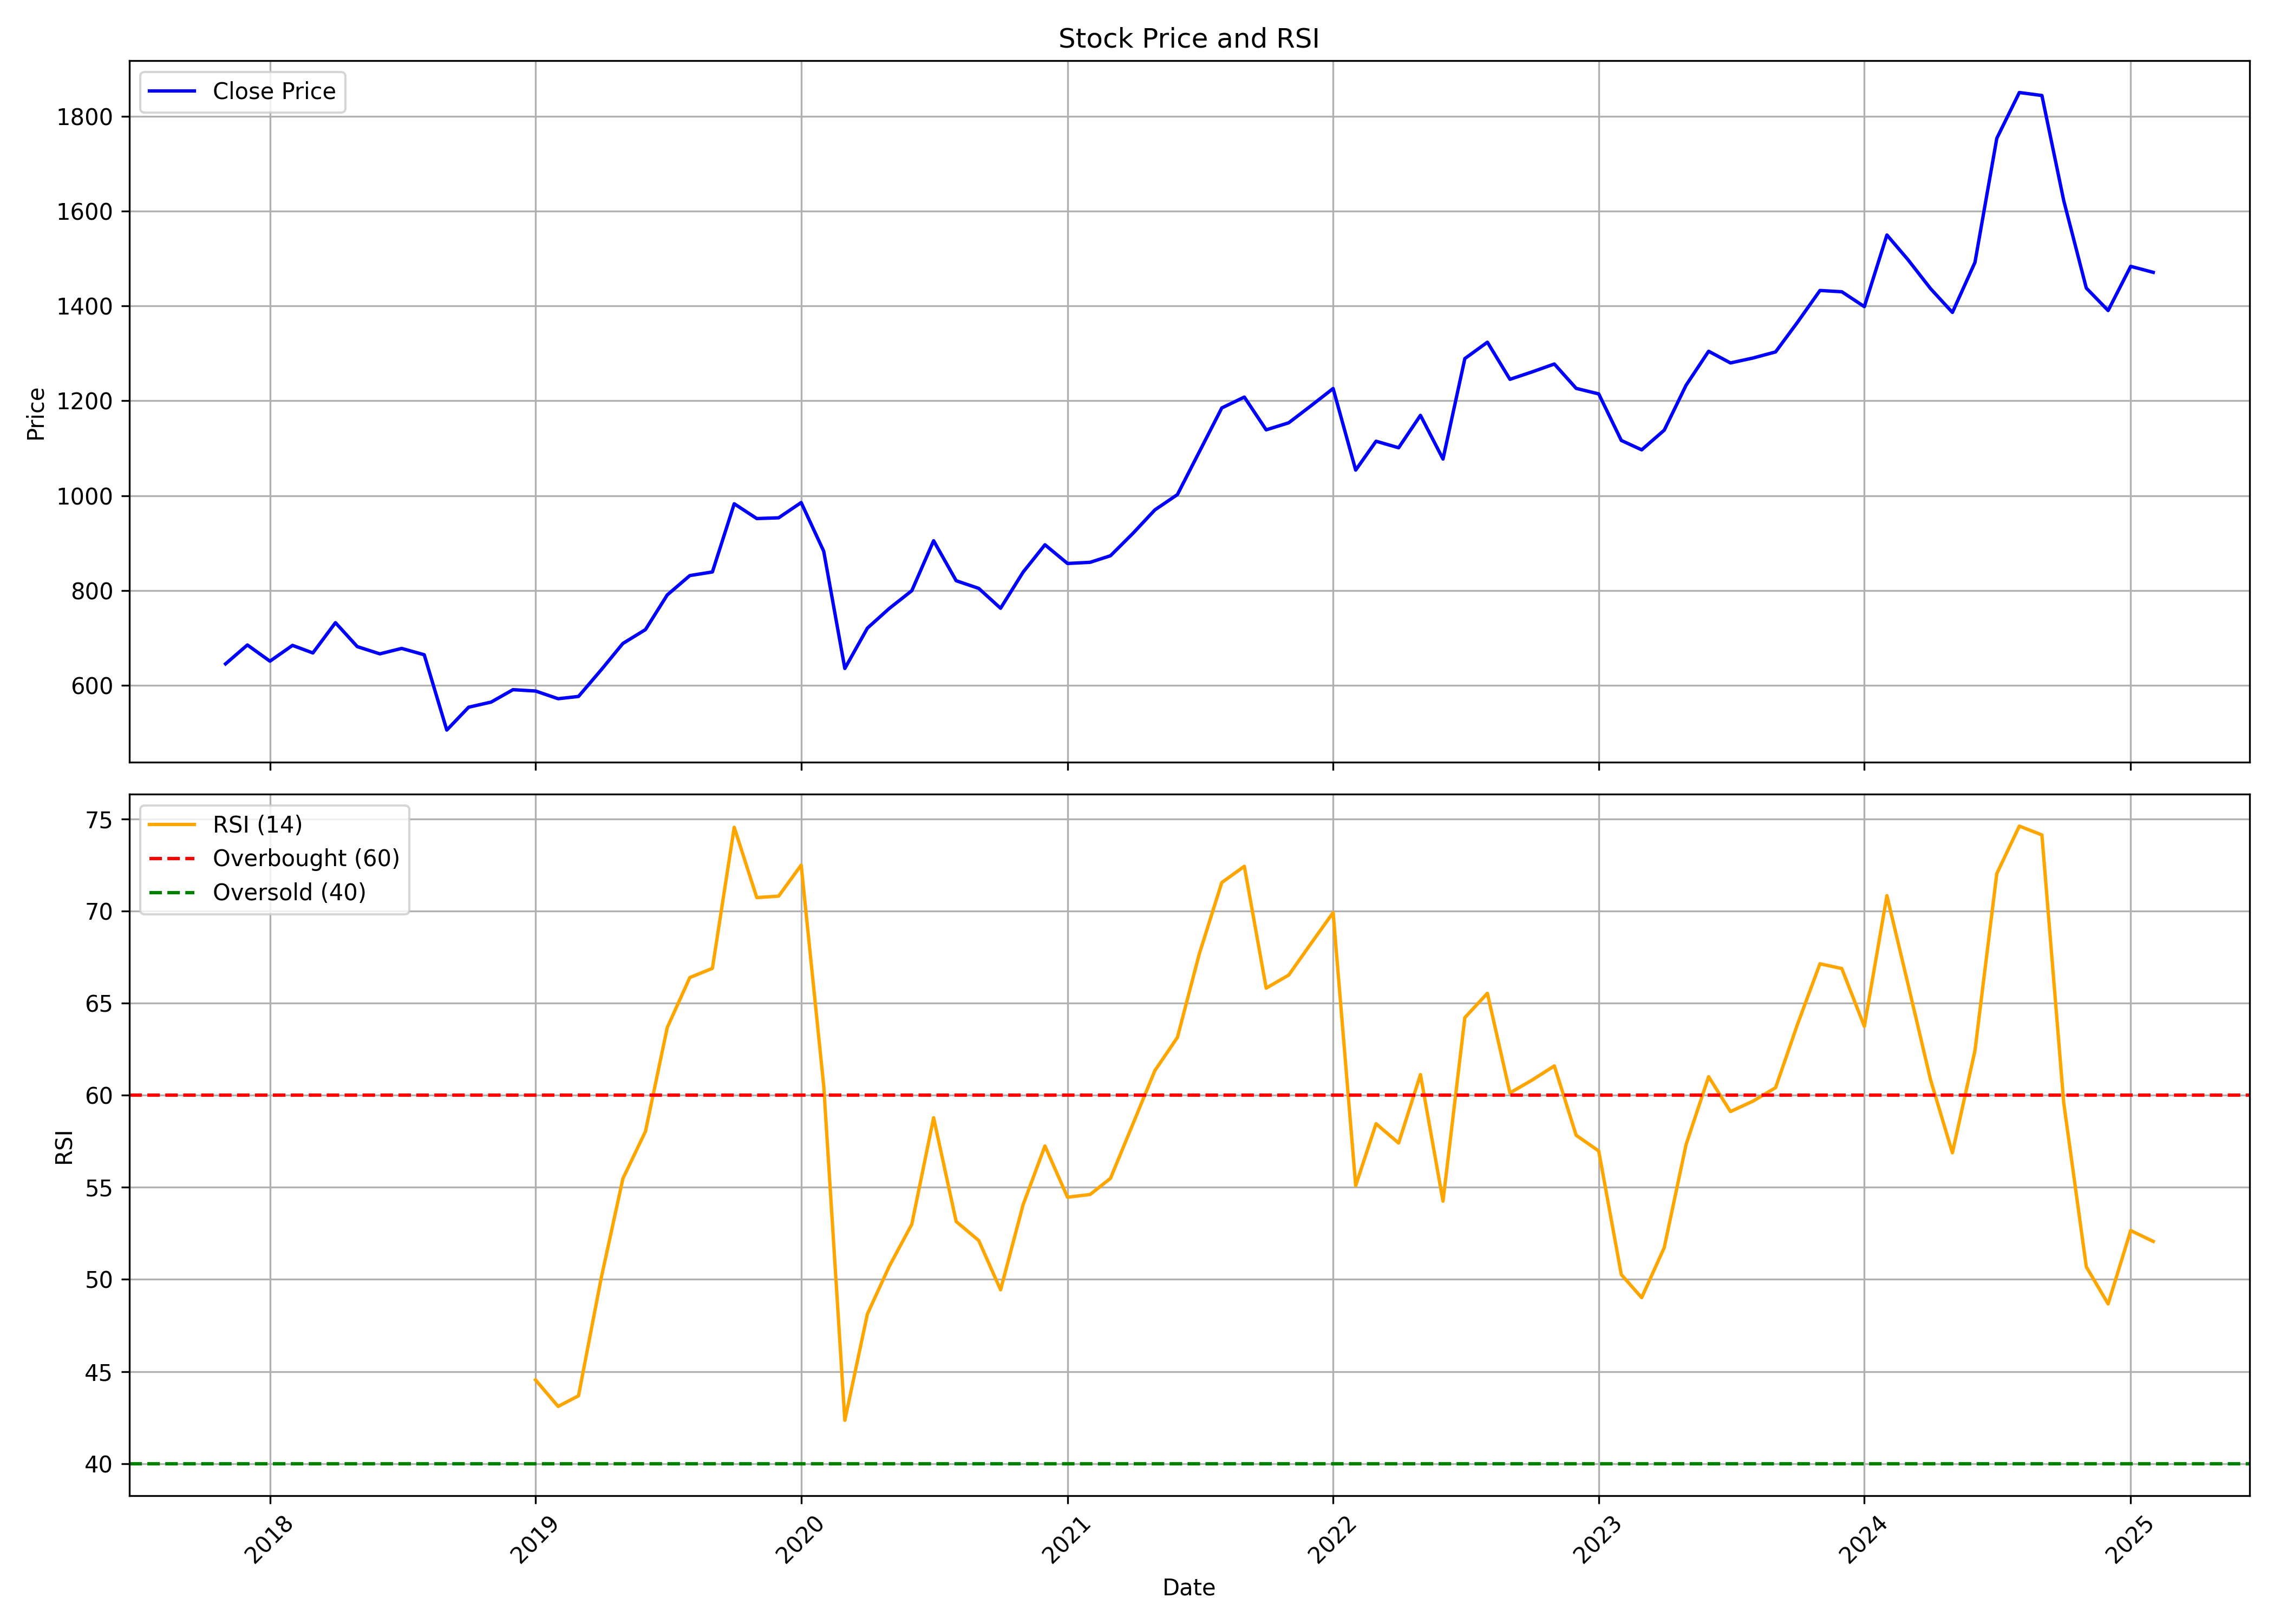 Stock Price and RSI
Close Price
1800
1600
1400
1200
1000
800
600
Price
RSI (14)
Overbought (60)
Oversold (40)
75
70
65
60
55
50
45
40
RSI
2018
2019
2020
2021
2022
2023
2024
2025
Date